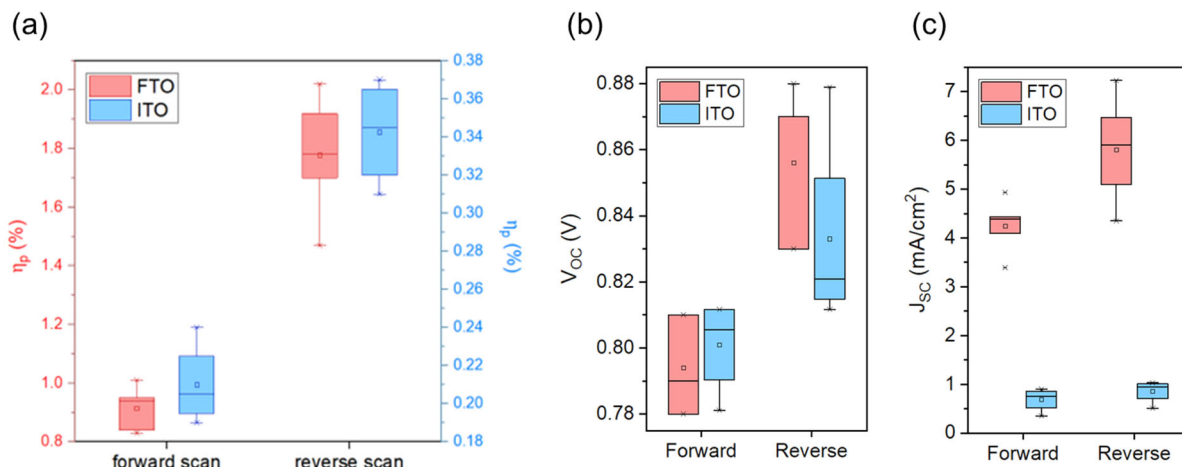 (a)
FTO
ITO
2.0
1.8
1.6
1.4
1.2
1.0
0.8
ηp (%)
0.38
0.36
0.34
0.32
0.30
0.28
0.26
0.24
0.22
0.20
0.18
ηp (%)
forward scan
reverse scan
(b)
FTO
ITO
0.88
0.86
0.84
0.82
0.80
0.78
VOC (V)
Forward
Reverse
(c)
FTO
ITO
7
6
5
4
3
2
1
0
JSC (mA/cm²)
Forward
Reverse